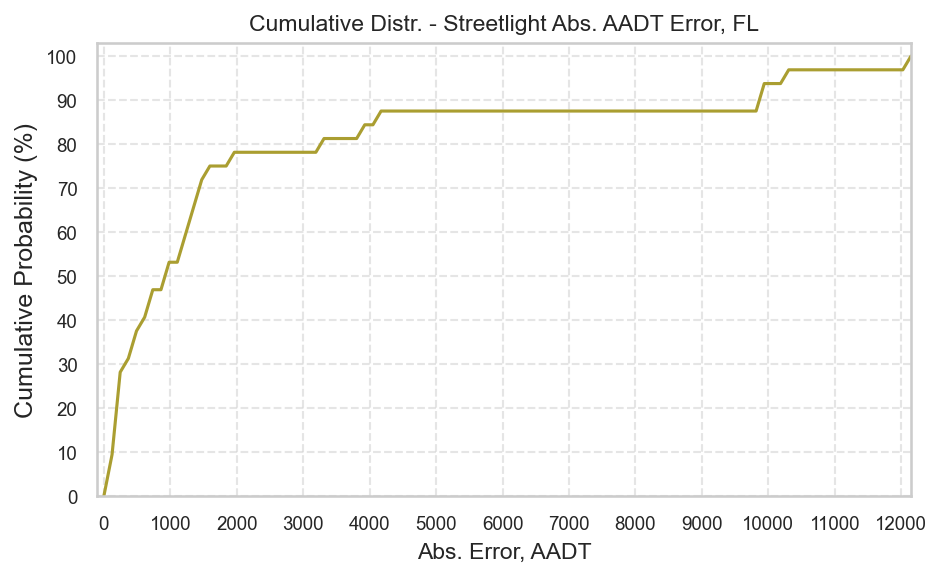 Cumulative Distr. - Streetlight Abs. AADT Error, FL
Cumulative Probability (%)
100
90
80
70
60
50
40
30
20
10
0
0 1000 2000 3000 4000 5000 6000 7000 8000 9000 10000 11000 12000
Abs. Error, AADT